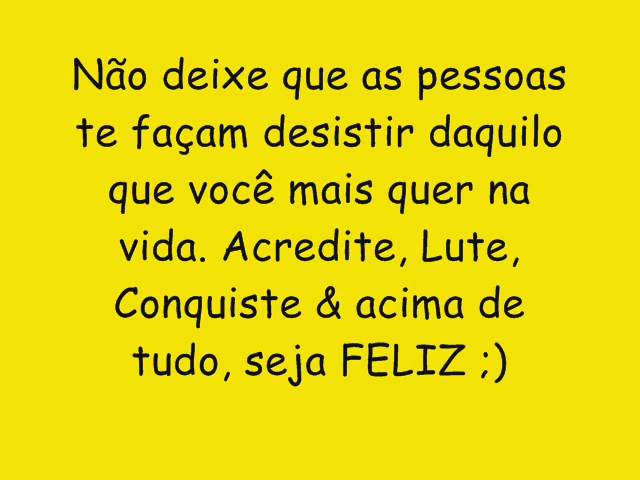 Não deixe que as pessoas
te façam desistir daquilo
que você mais quer na
vida. Acredite, Lute,
Conquiste & acima de
tudo, seja FELIZ ;)